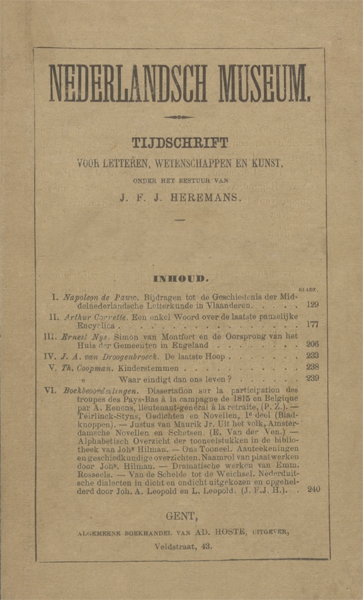 NEDERLANDSCH MUSEUM.
TIJDSCHRIFT
VOOR LETTEREN, WETENSCHAPPEN EN KUNST,
ONDER HET BESTUUR VAN
J. F. J. HEREMANS.
INHOUD.
BLADZ.
I. Napoleon de Pauw. Bijdragen tot de Geschiedenis der Mid-
delnederlandsche Letterkunde in Vlaanderen. . . . . 129
II. Arthur Cornette. Een enkel Woord over de laatste pauselijke
Encyclica . . . . . 177
III. Ernest Nys. Simon van Montfort en de Oorsprong van het
Huis der Gemeenten in Engeland . . . . . 206
IV. J. A. van Droogenbroeck. De laatste Hoop . . . . . 233
V. Th. Coopman. Kinderstemmen . . . . . 238
» Waar eindigt dan ons leven? . . . . . 239
VI. Boekbeoordeelingen. Dissertation sur la participation des
troupes des Pays-Bas à la campagne de 1815 en Belgique
par A. Eenens, lieutenant-général à la retraite, (P. Z.). —
Teirlinck-Styns, Gedichten en Novellen, 1e deel (Blad-
knoppen). — Justus van Maurik Jr. Uit het volk, Amster-
damsche Novellen en Schetsen (E. Van der Ven.) —
Alphabetisch Overzicht der tooneelstukken in de biblio-
theek van Johs Hilman. — Ons Tooneel. Aanteekeningen
en geschiedkundige overzichten. Naamrol van plaatwerken
door Johs. Hilman. — Dramatische werken van Emm.
Rosseels. — Van de Schelde tot de Weichsel. Nederduit-
sche dialecten in dicht en ondicht uitgekozen en opgehel-
derd door Joh. A. Leopold en L. Leopold. (J.F.J.H.). . 240
GENT,
ALGEMEENE BOEKHANDEL VAN AD. HOSTE, UITGEVER,
Veldstraat, 43.